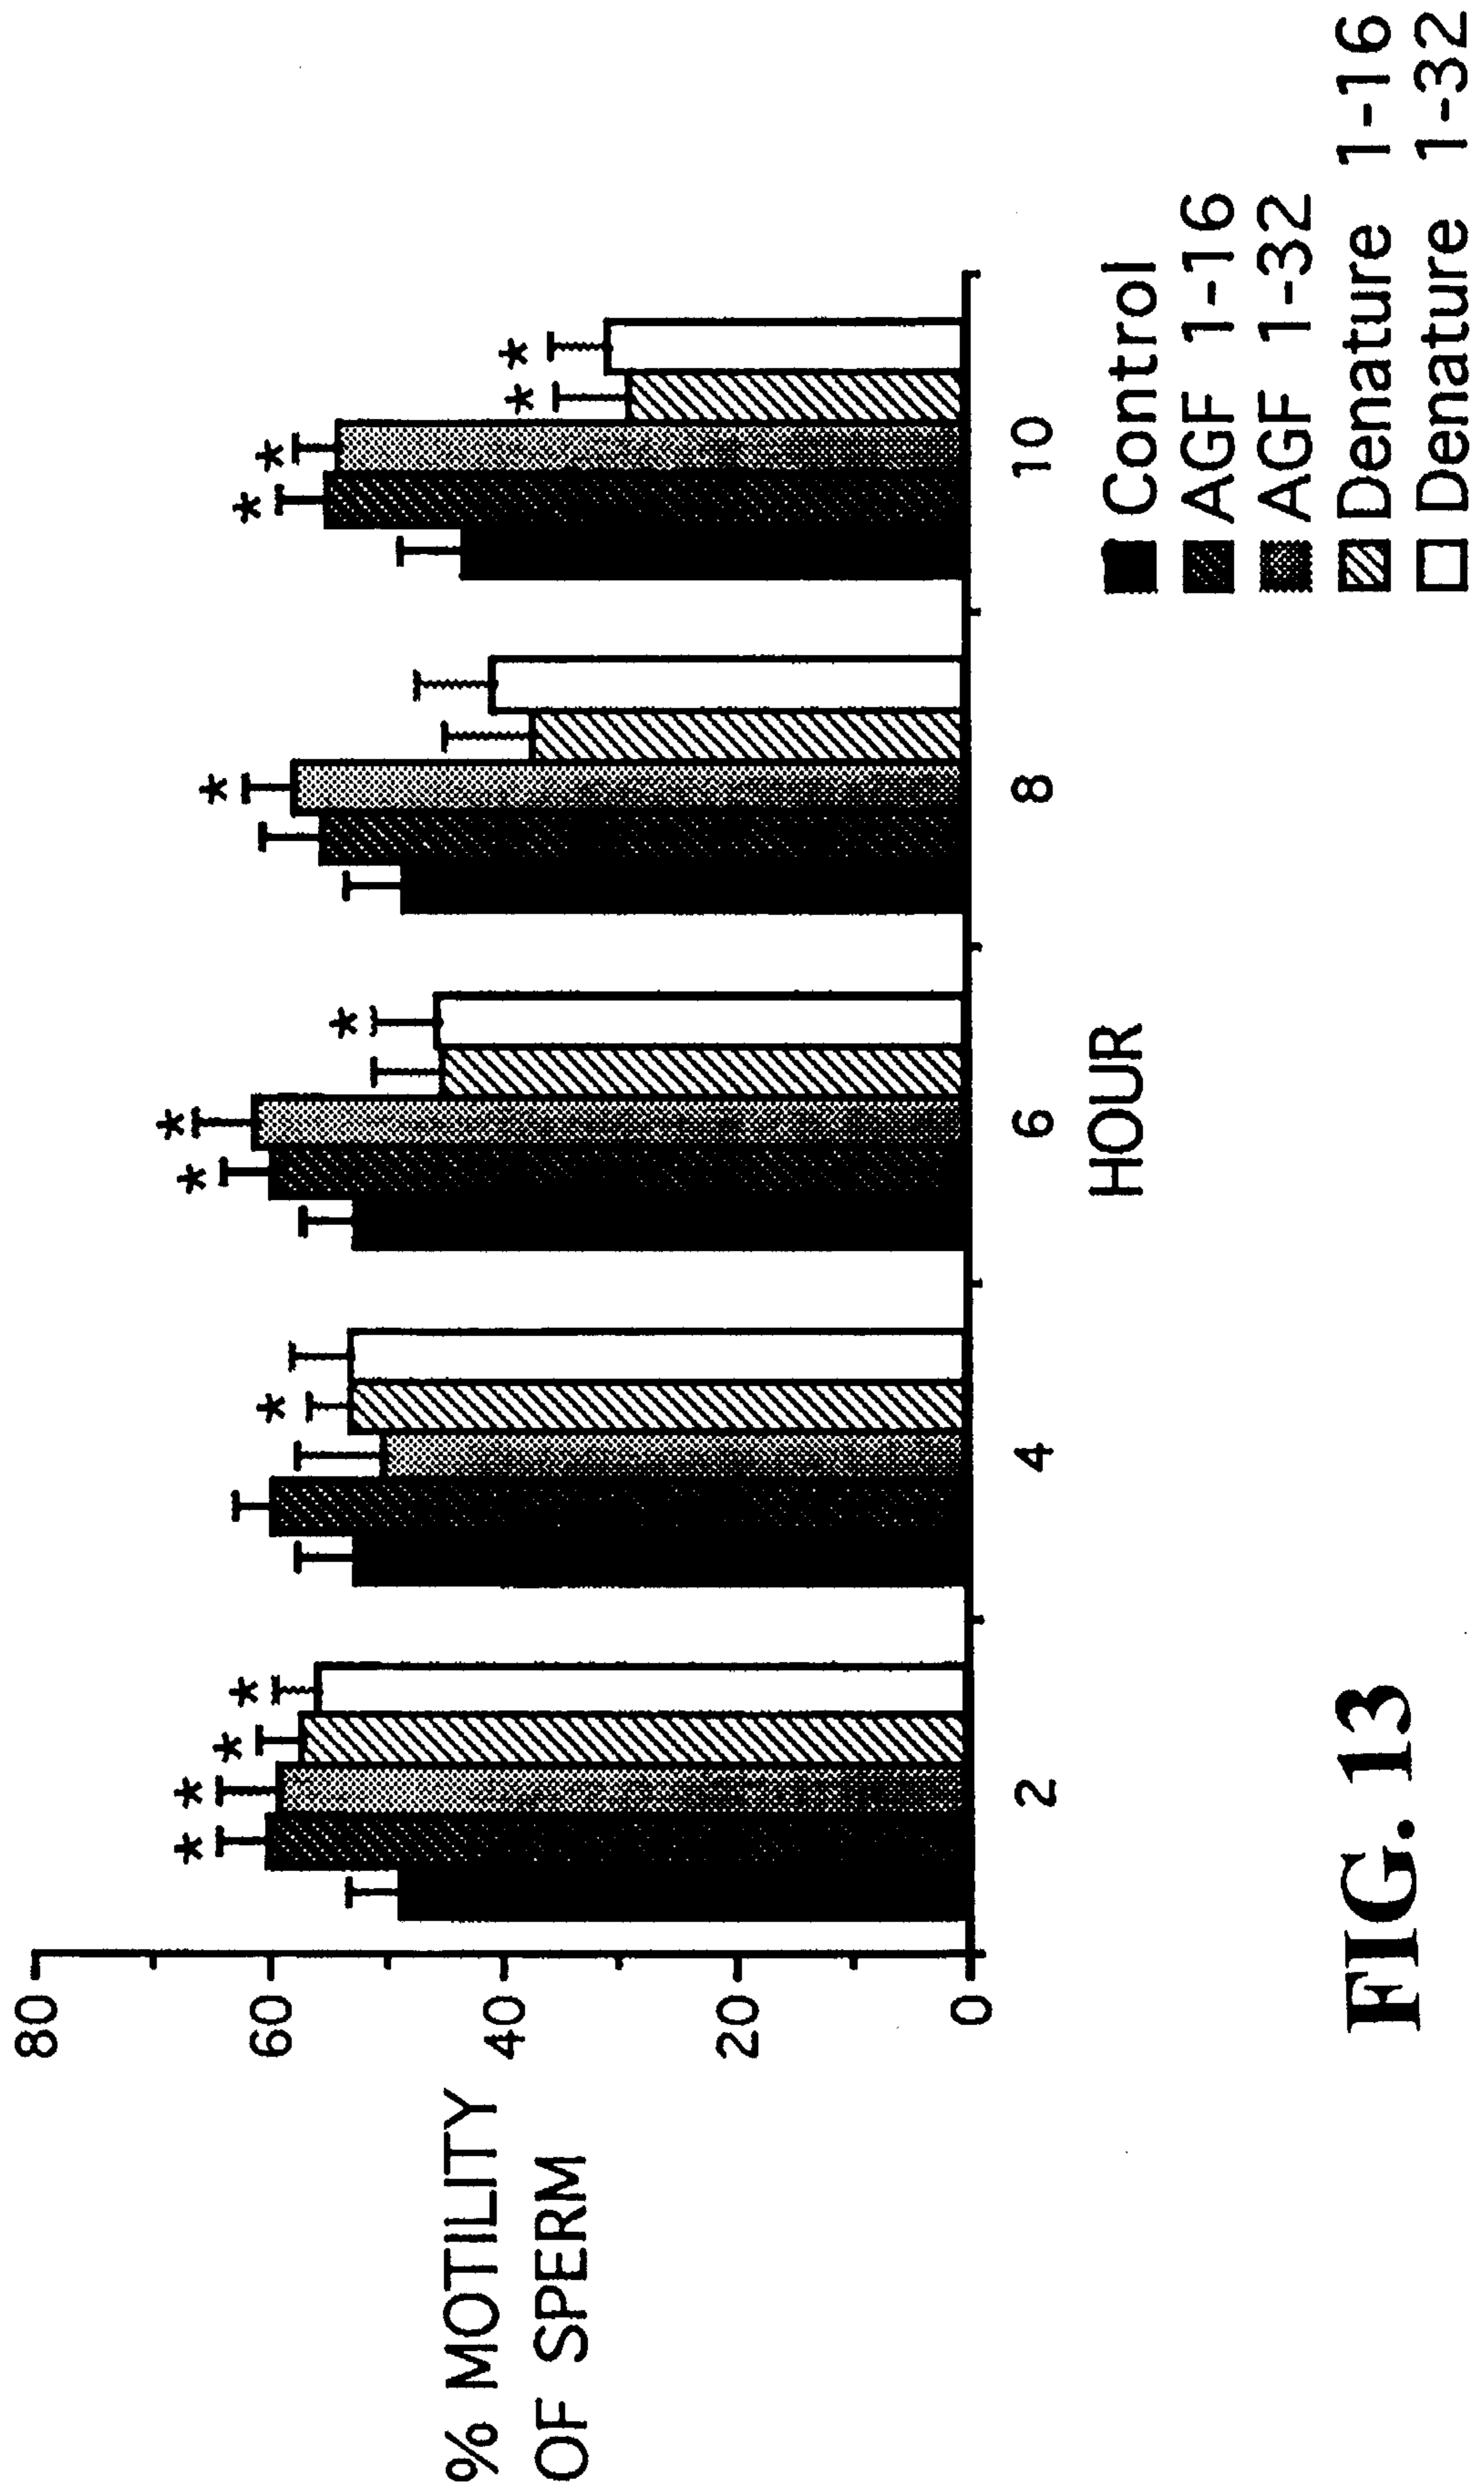 % MOTILITY
OF SPERM
80
60
40
20
0
* * * *
*
* * *
*
* * * *
2 4 6 8 10
HOUR
Control
AGF 1-16
AGF 1-32
Denature 1-16
Denature 1-32
FIG. 13